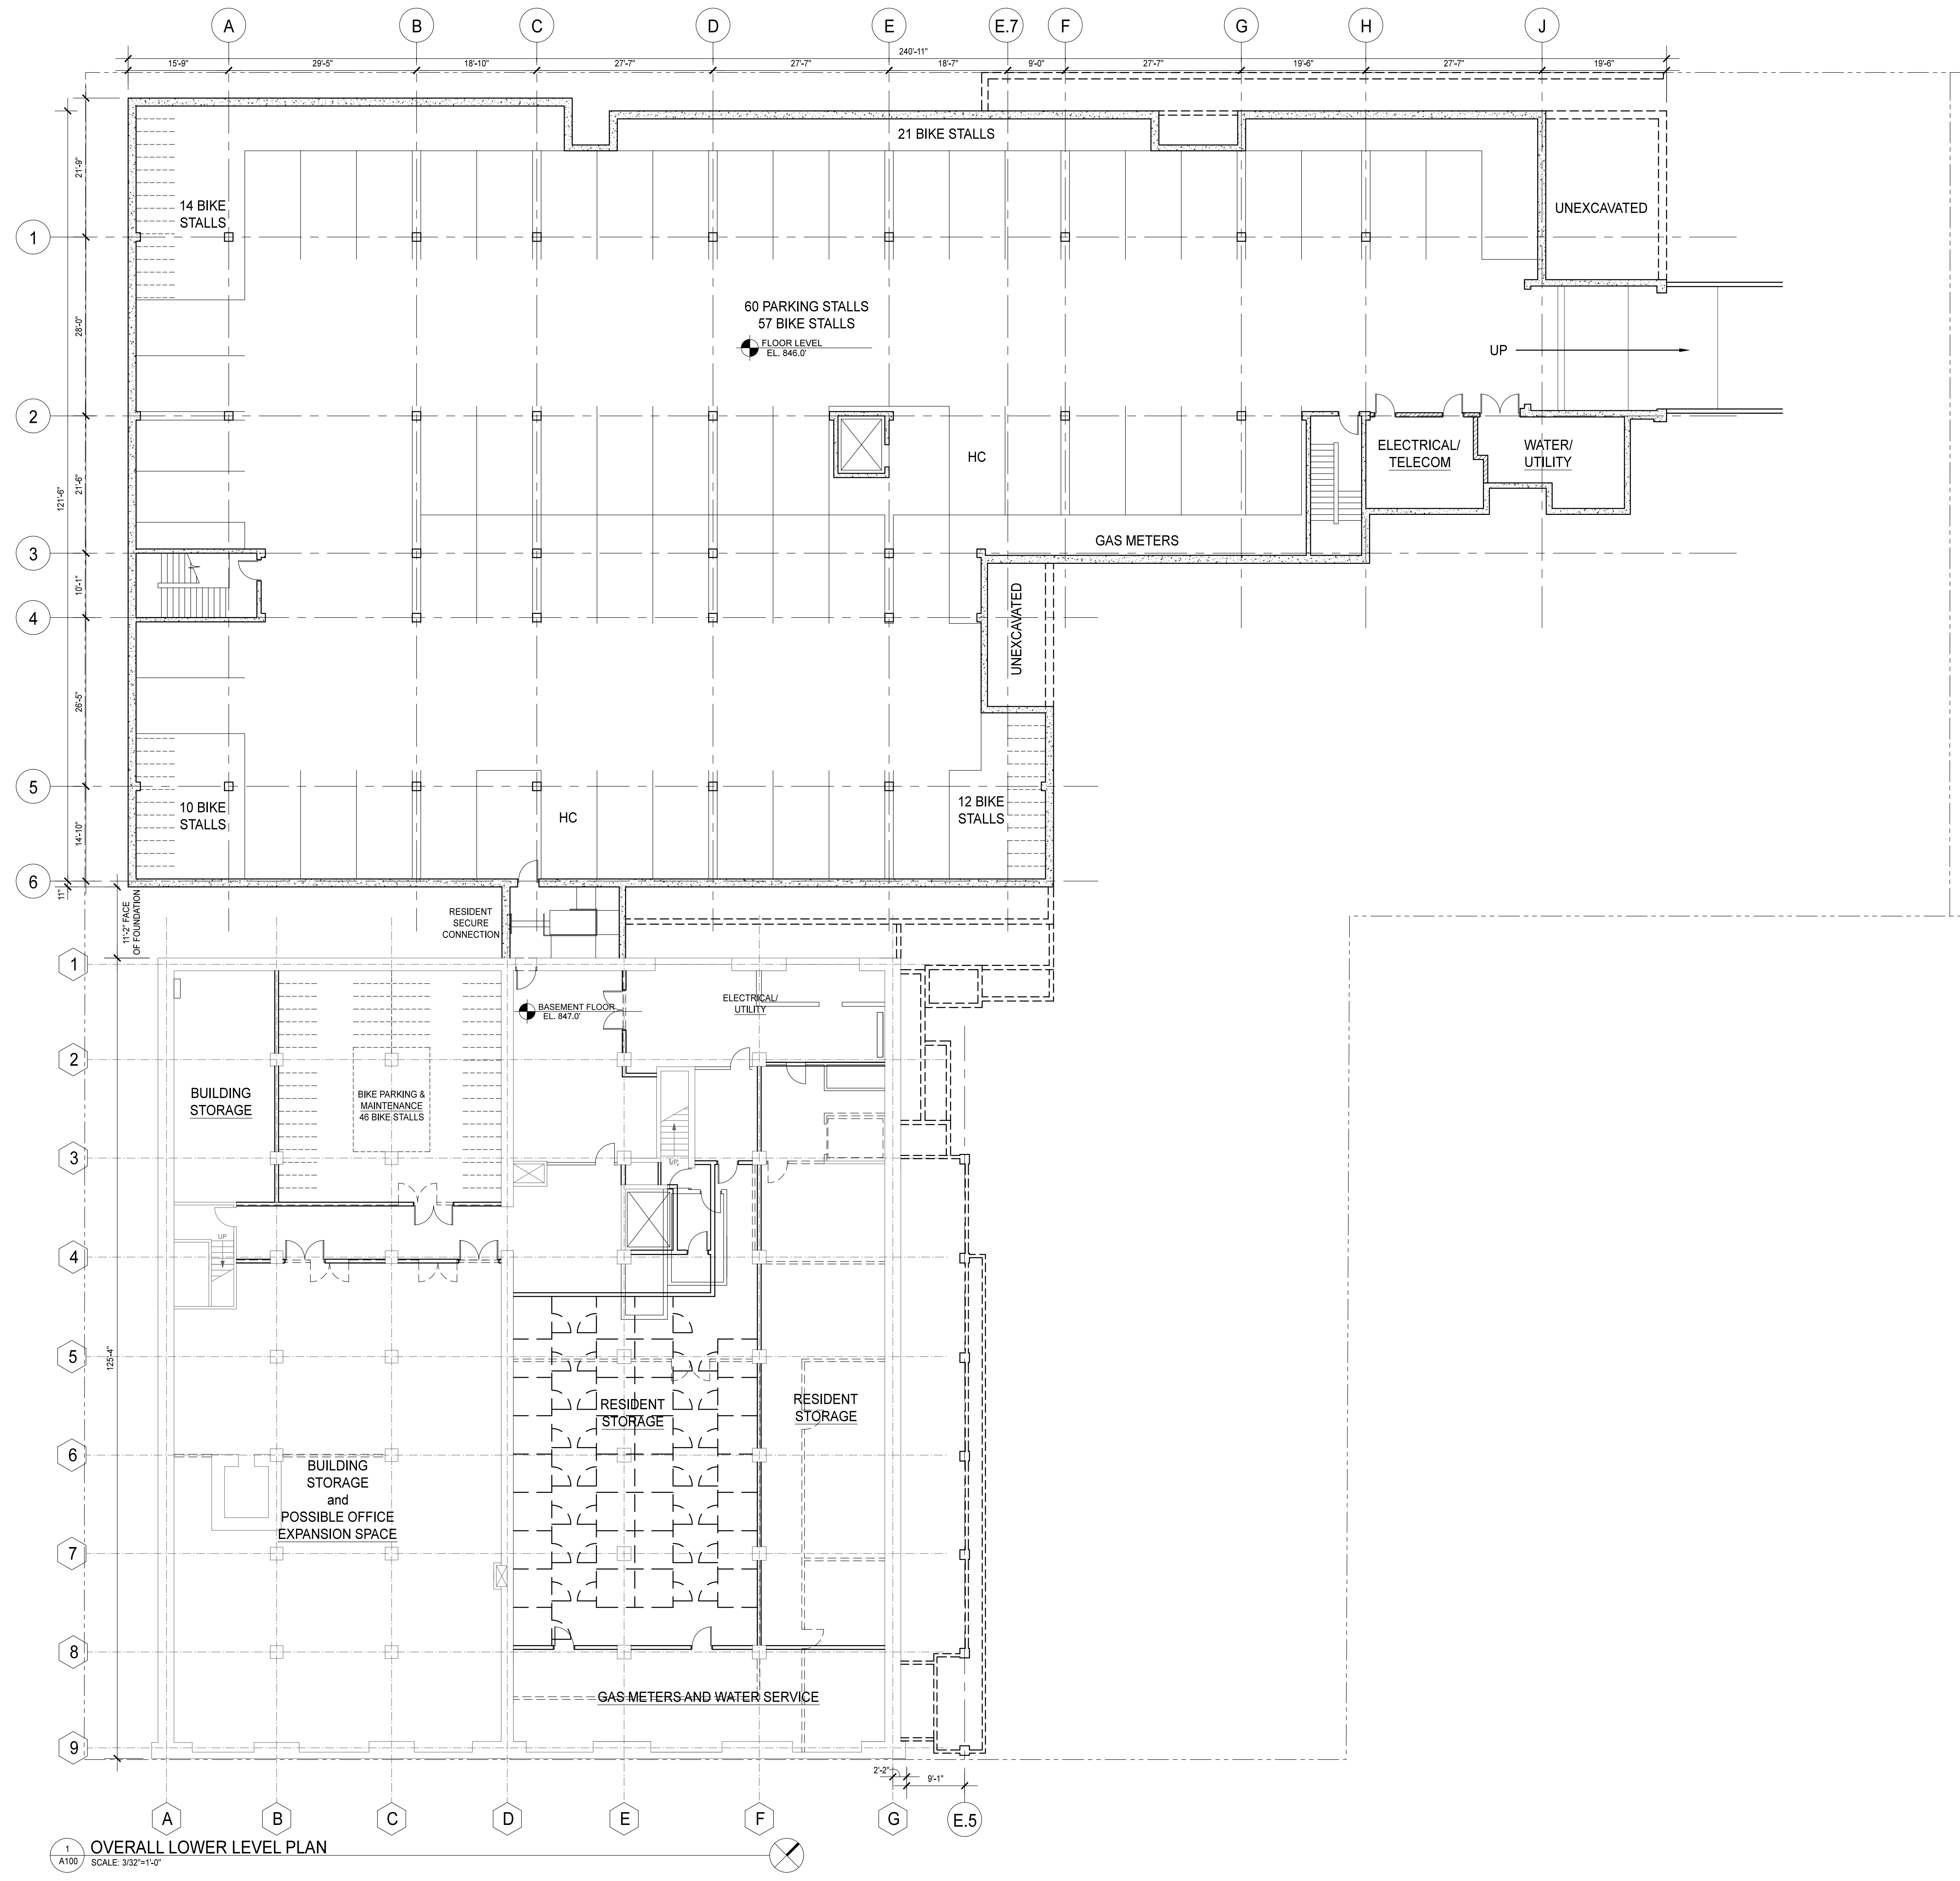 A B C D E E.7 F G H J
240'-11"
15'-9" 29'-5" 18'-10" 27'-7" 27'-7" 18'-7" 9'-0" 27'-7" 19'-6" 27'-7" 19'-6"
21 BIKE STALLS
21'-9"
14 BIKE
STALLS
UNEXCAVATED
1
60 PARKING STALLS
57 BIKE STALLS
FLOOR LEVEL
EL. 846.0'
28'-0"
UP
2
HC
ELECTRICAL/
TELECOM
WATER/
UTILITY
121'-6"
21'-6"
GAS METERS
3
10'-1"
UNEXCAVATED
4
26'-5"
5
10 BIKE
STALLS
HC
12 BIKE
STALLS
14'-10"
6
11"
11'-2" FACE
OF FOUNDATION
RESIDENT
SECURE
CONNECTION
1
BASEMENT FLOOR
EL. 847.0'
ELECTRICAL/
UTILITY
2
BUILDING
STORAGE
BIKE PARKING &
MAINTENANCE
46 BIKE STALLS
3
UP
UP
4
5
125'-4"
RESIDENT
STORAGE
RESIDENT
STORAGE
6
BUILDING
STORAGE
and
POSSIBLE OFFICE
EXPANSION SPACE
7
8
GAS METERS AND WATER SERVICE
9
2'-2"
9'-1"
A B C D E F G E.5
1
A100
OVERALL LOWER LEVEL PLAN
SCALE: 3/32"=1'-0"